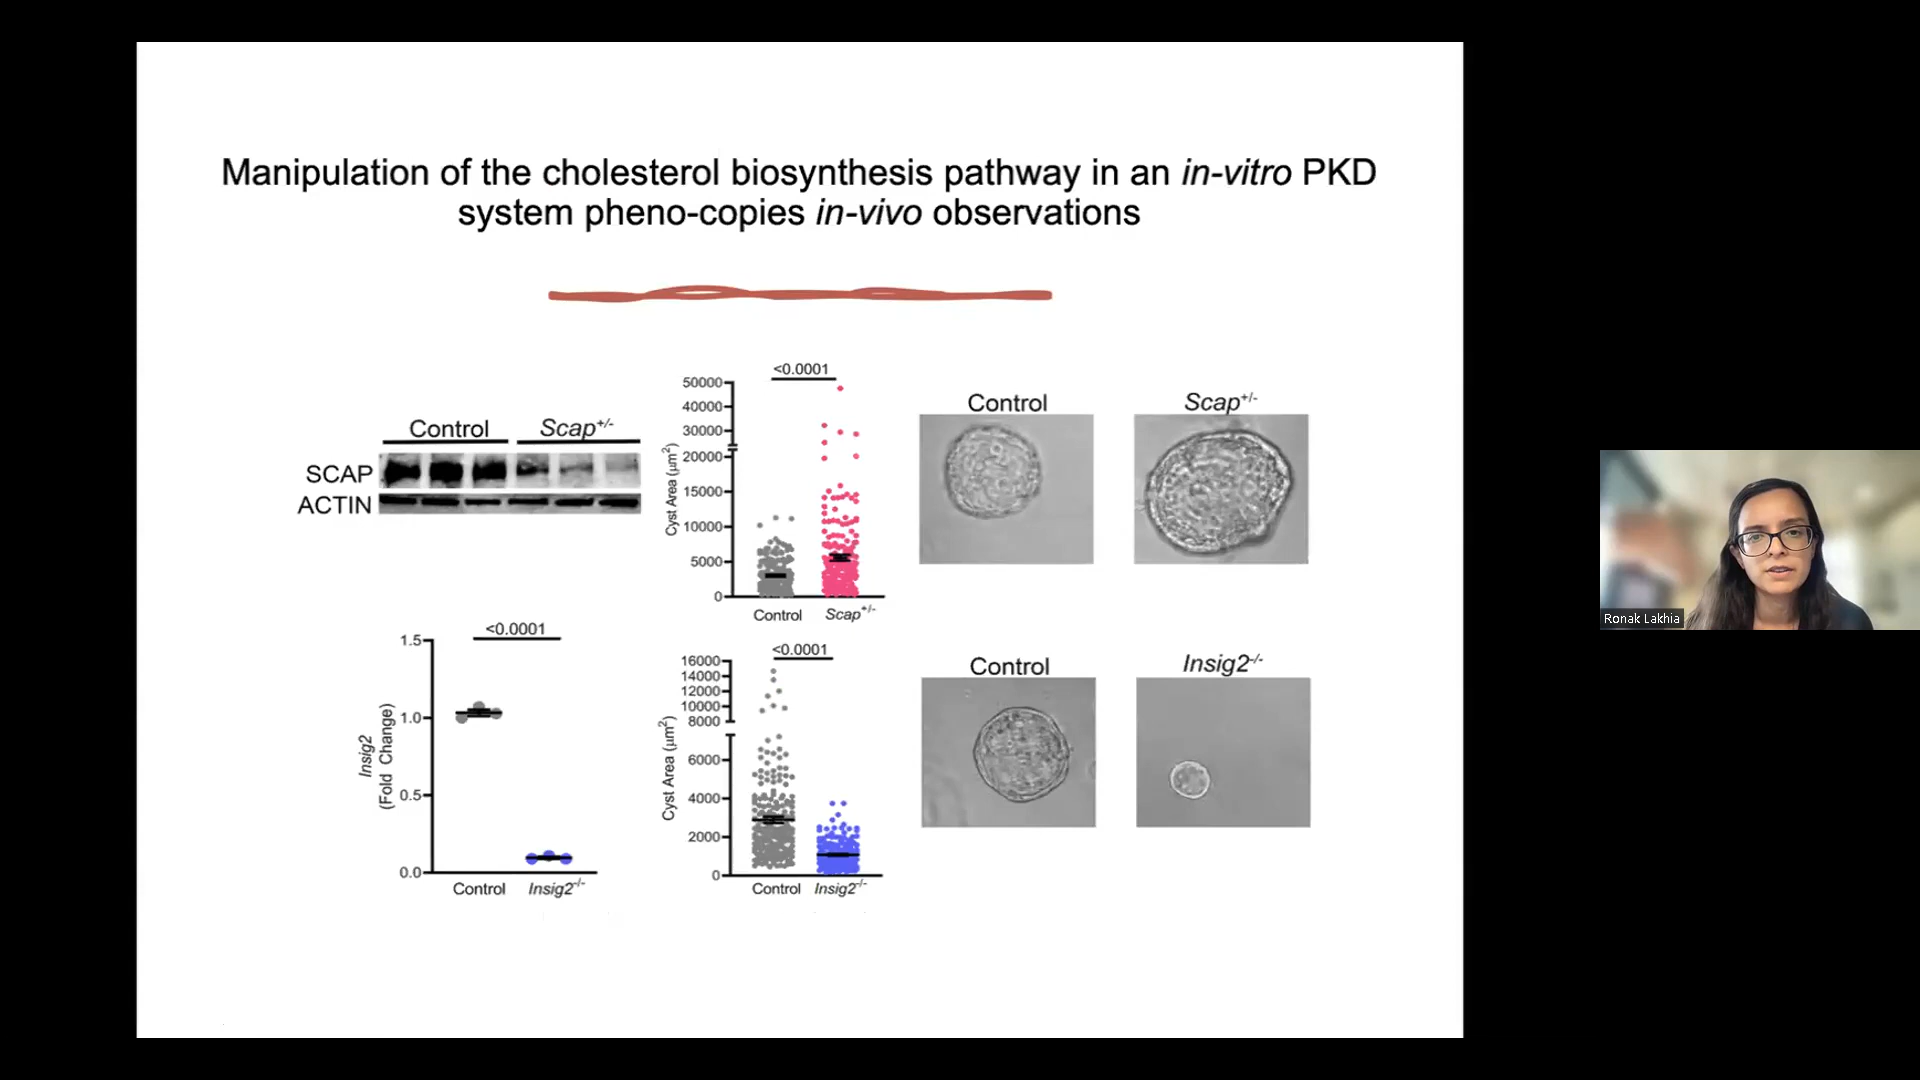 Manipulation of the cholesterol biosynthesis pathway in an in-vitro PKD
system pheno-copies in-vivo observations
Control
Scap+/-
SCAP
ACTIN
<0.0001
50000
40000
30000
20000
15000
10000
5000
0
Cyst Area (μm2)
Control
Scap+/-
Control
Scap+/-
<0.0001
1.5
1.0
0.5
0.0
Insig2
(Fold Change)
Control
Insig2-/-
<0.0001
16000
14000
12000
10000
8000
6000
4000
2000
0
Cyst Area (μm2)
Control
Insig2-/-
Control
Insig2-/-
Ronak Lakhia